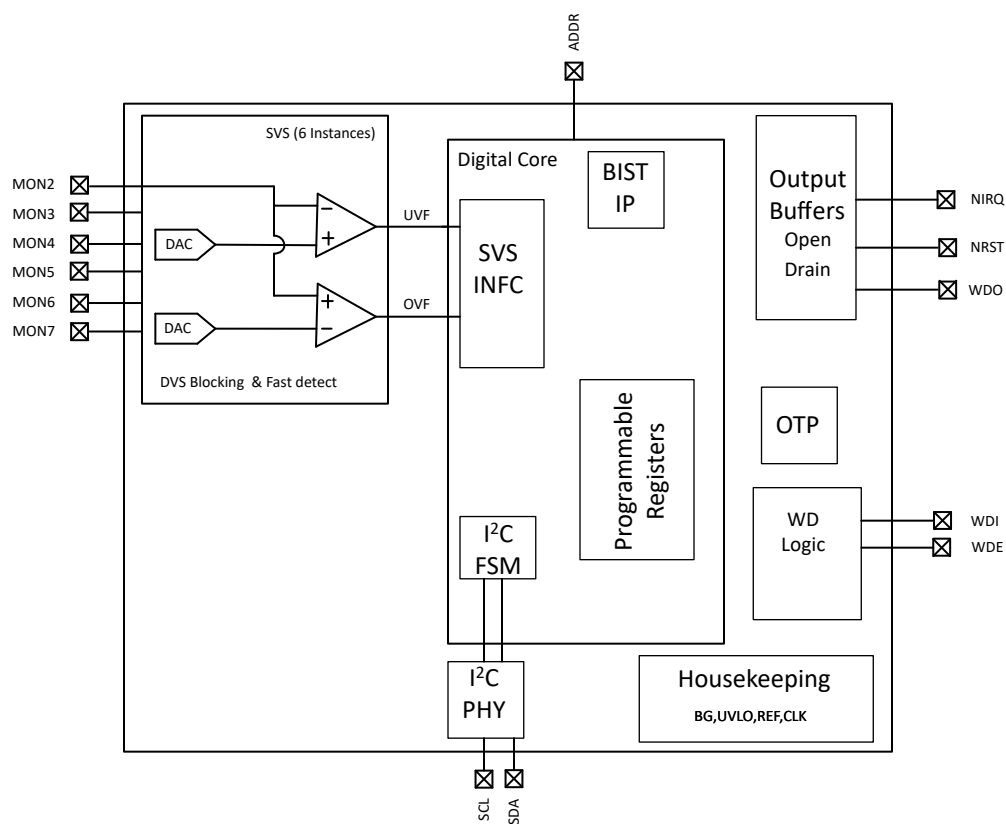 ADDR
SVS (6 Instances)
MON2
MON3
MON4
MON5
MON6
MON7
DAC
DAC
−
+
+
−
UVF
OVF
DVS Blocking & Fast detect
Digital Core
BIST
IP
SVS
INFC
Programmable
Registers
I²C
FSM
I²C
PHY
SCL
SDA
Output
Buffers
Open
Drain
NIRQ
NRST
WDO
OTP
WD
Logic
WDI
WDE
Housekeeping
BG,UVLO,REF,CLK